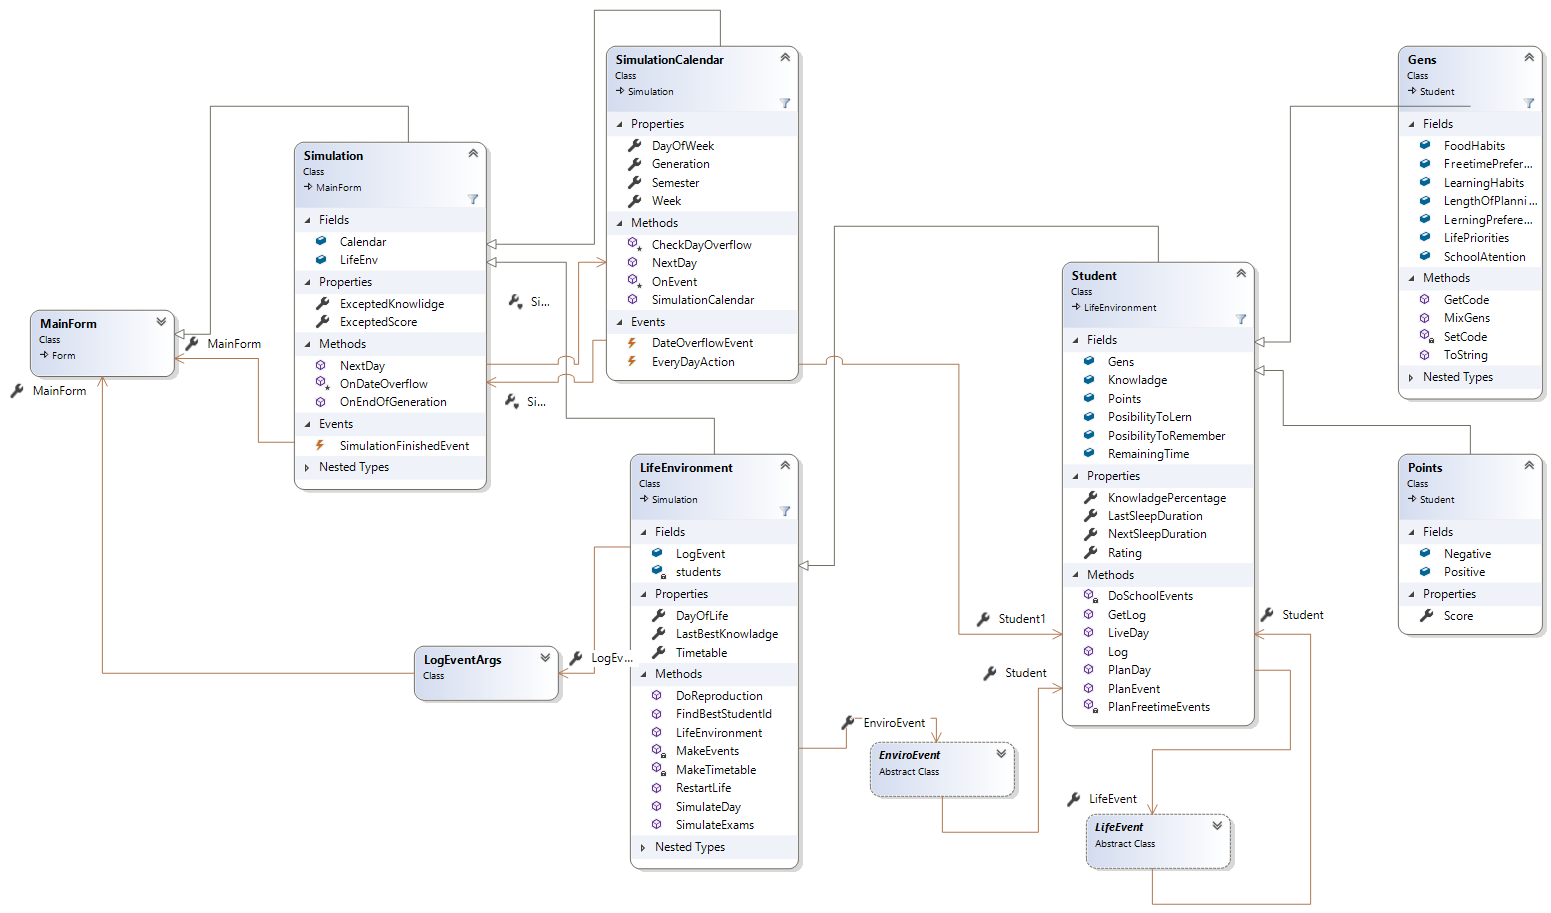 MainForm
Class
Form
MainForm
MainForm
Simulation
Class
MainForm
Fields
Calendar
LifeEnv
Properties
ExceptedKnowlidge
ExceptedScore
Methods
NextDay
OnDateOverflow
OnEndOfGeneration
Events
SimulationFinishedEvent
Nested Types
Si...
Si...
SimulationCalendar
Class
Simulation
Properties
DayOfWeek
Generation
Semester
Week
Methods
CheckDayOverflow
NextDay
OnEvent
SimulationCalendar
Events
DateOverflowEvent
EveryDayAction
LogEventArgs
Class
LogEv...
LifeEnvironment
Class
Simulation
Fields
LogEvent
students
Properties
DayOfLife
LastBestKnowladge
Timetable
Methods
DoReproduction
FindBestStudentId
LifeEnvironment
MakeEvents
MakeTimetable
RestartLife
SimulateDay
SimulateExams
Nested Types
EnviroEvent
EnviroEvent
Abstract Class
Student1
Student
Student
Class
LifeEnvironment
Fields
Gens
Knowladge
Points
PosibilityToLern
PosibilityToRemember
RemainingTime
Properties
KnowladgePercentage
LastSleepDuration
NextSleepDuration
Rating
Methods
DoSchoolEvents
GetLog
LiveDay
Log
PlanDay
PlanEvent
PlanFreetimeEvents
Student
LifeEvent
LifeEvent
Abstract Class
Gens
Class
Student
Fields
FoodHabits
FreetimePrefer...
LearningHabits
LengthOfPlanni...
LerningPrefere...
LifePriorities
SchoolAtention
Methods
GetCode
MixGens
SetCode
ToString
Nested Types
Points
Class
Student
Fields
Negative
Positive
Properties
Score